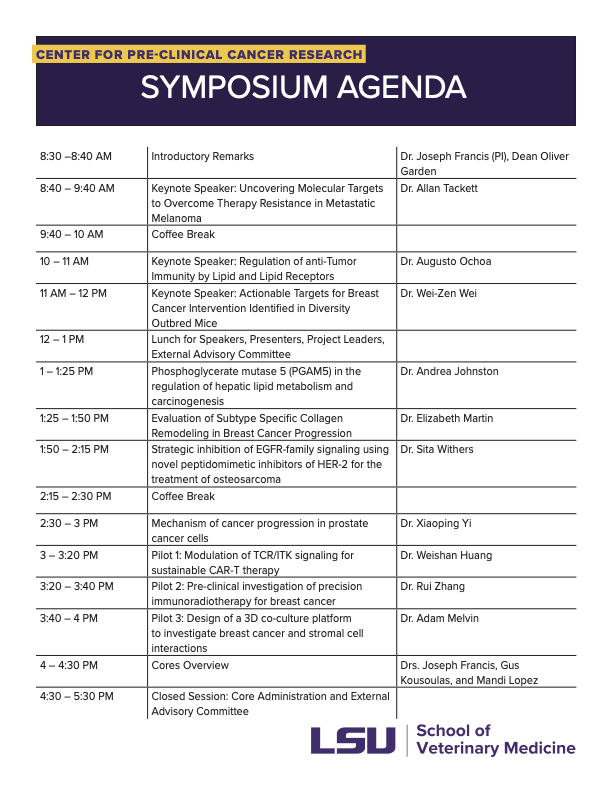 CENTER FOR PRE-CLINICAL CANCER RESEARCH
SYMPOSIUM AGENDA
8:30 –8:40 AM
Introductory Remarks
Dr. Joseph Francis (PI), Dean Oliver
Garden
8:40 – 9:40 AM
Keynote Speaker: Uncovering Molecular Targets
to Overcome Therapy Resistance in Metastatic
Melanoma
Dr. Allan Tackett
9:40 – 10 AM
Coffee Break
10 – 11 AM
Keynote Speaker: Regulation of anti-Tumor
Immunity by Lipid and Lipid Receptors
Dr. Augusto Ochoa
11 AM – 12 PM
Keynote Speaker: Actionable Targets for Breast
Cancer Intervention Identified in Diversity
Outbred Mice
Dr. Wei-Zen Wei
12 – 1 PM
Lunch for Speakers, Presenters, Project Leaders,
External Advisory Committee
1 – 1:25 PM
Phosphoglycerate mutase 5 (PGAM5) in the
regulation of hepatic lipid metabolism and
carcinogenesis
Dr. Andrea Johnston
1:25 – 1:50 PM
Evaluation of Subtype Specific Collagen
Remodeling in Breast Cancer Progression
Dr. Elizabeth Martin
1:50 – 2:15 PM
Strategic inhibition of EGFR-family signaling using
novel peptidomimetic inhibitors of HER-2 for the
treatment of osteosarcoma
Dr. Sita Withers
2:15 – 2:30 PM
Coffee Break
2:30 – 3 PM
Mechanism of cancer progression in prostate
cancer cells
Dr. Xiaoping Yi
3 – 3:20 PM
Pilot 1: Modulation of TCR/ITK signaling for
sustainable CAR-T therapy
Dr. Weishan Huang
3:20 – 3:40 PM
Pilot 2: Pre-clinical investigation of precision
immunoradiotherapy for breast cancer
Dr. Rui Zhang
3:40 – 4 PM
Pilot 3: Design of a 3D co-culture platform
to investigate breast cancer and stromal cell
interactions
Dr. Adam Melvin
4 – 4:30 PM
Cores Overview
Drs. Joseph Francis, Gus
Kousoulas, and Mandi Lopez
4:30 – 5:30 PM
Closed Session: Core Administration and External
Advisory Committee
LSU
School of
Veterinary Medicine